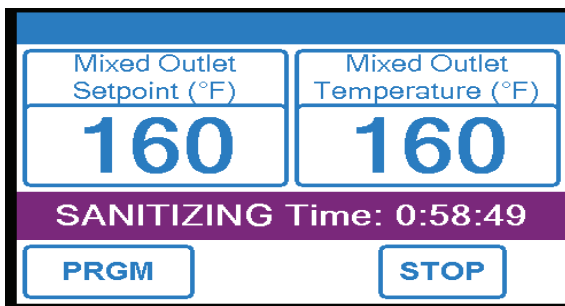 Mixed Outlet
Setpoint (°F)
160
Mixed Outlet
Temperature (°F)
160
SANITIZING Time: 0:58:49
PRGM
STOP